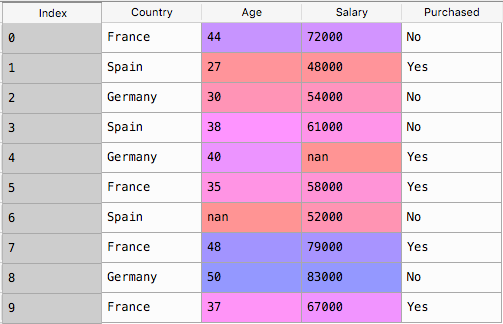 Index Country Age Salary Purchased
0 France 44 72000 No
1 Spain 27 48000 Yes
2 Germany 30 54000 No
3 Spain 38 61000 No
4 Germany 40 nan Yes
5 France 35 58000 Yes
6 Spain nan 52000 No
7 France 48 79000 Yes
8 Germany 50 83000 No
9 France 37 67000 Yes